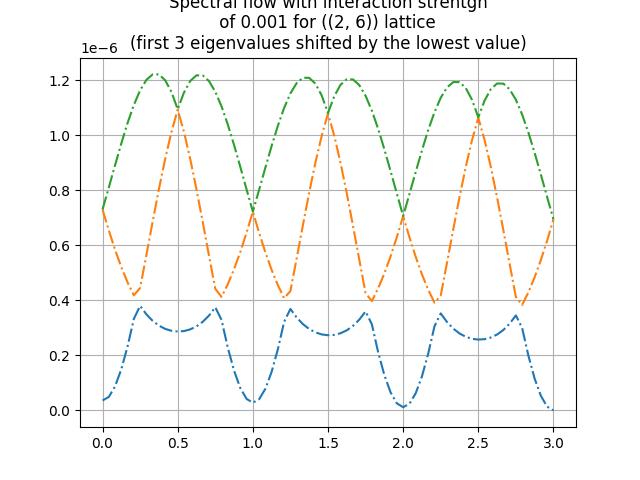 Spectral flow with interaction strentgh
of 0.001 for ((2, 6)) lattice
(first 3 eigenvalues shifted by the lowest value)
1e−6
1.2
1.0
0.8
0.6
0.4
0.2
0.0
0.0 0.5 1.0 1.5 2.0 2.5 3.0